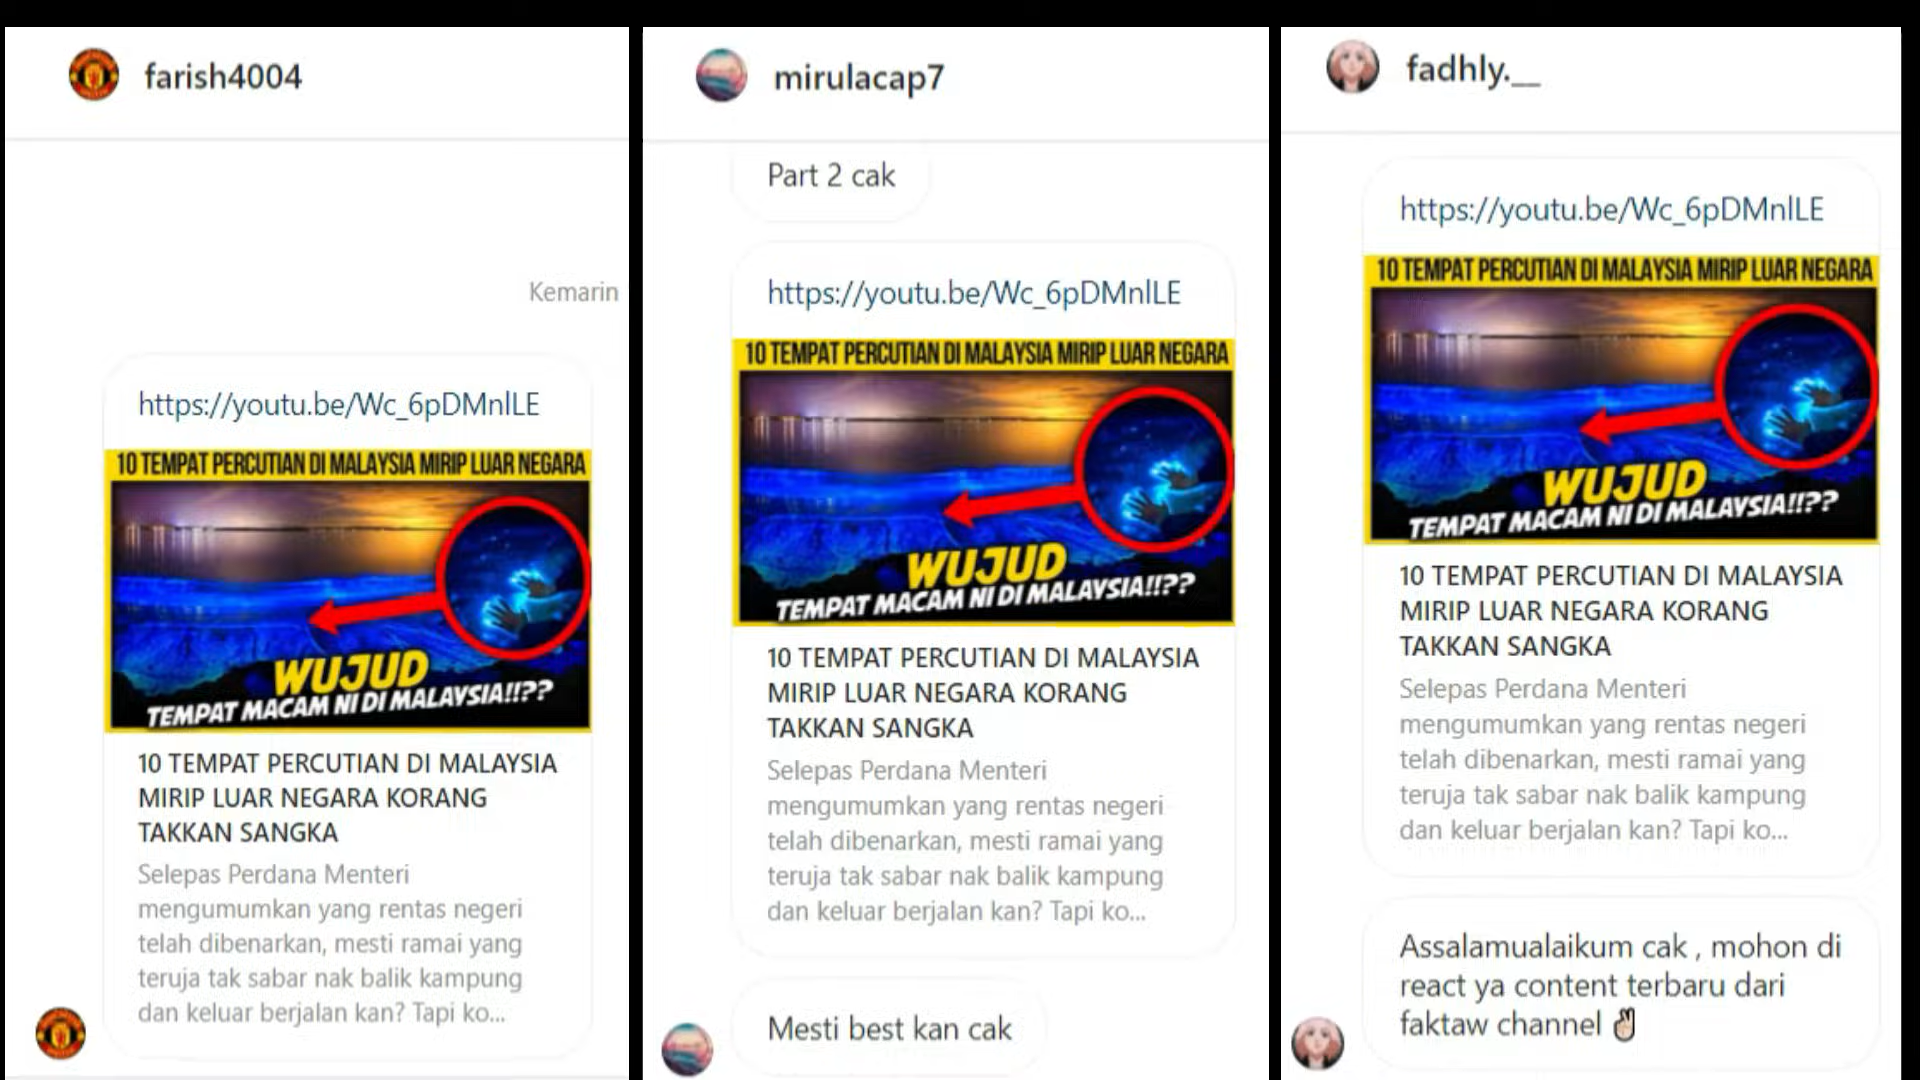 farish4004
Kemarin
https://youtu.be/Wc_6pDMnlLE
10 TEMPAT PERCUTIAN DI MALAYSIA MIRIP LUAR NEGARA
WUJUD
TEMPAT MACAM NI DI MALAYSIA!!??
10 TEMPAT PERCUTIAN DI MALAYSIA
MIRIP LUAR NEGARA KORANG
TAKKAN SANGKA
Selepas Perdana Menteri
mengumumkan yang rentas negeri
telah dibenarkan, mesti ramai yang
teruja tak sabar nak balik kampung
dan keluar berjalan kan? Tapi ko...
mirulacap7
Part 2 cak
https://youtu.be/Wc_6pDMnlLE
10 TEMPAT PERCUTIAN DI MALAYSIA MIRIP LUAR NEGARA
WUJUD
TEMPAT MACAM NI DI MALAYSIA!!??
10 TEMPAT PERCUTIAN DI MALAYSIA
MIRIP LUAR NEGARA KORANG
TAKKAN SANGKA
Selepas Perdana Menteri
mengumumkan yang rentas negeri
telah dibenarkan, mesti ramai yang
teruja tak sabar nak balik kampung
dan keluar berjalan kan? Tapi ko...
Mesti best kan cak
fadhly.__
https://youtu.be/Wc_6pDMnlLE
10 TEMPAT PERCUTIAN DI MALAYSIA MIRIP LUAR NEGARA
WUJUD
TEMPAT MACAM NI DI MALAYSIA!!??
10 TEMPAT PERCUTIAN DI MALAYSIA
MIRIP LUAR NEGARA KORANG
TAKKAN SANGKA
Selepas Perdana Menteri
mengumumkan yang rentas negeri
telah dibenarkan, mesti ramai yang
teruja tak sabar nak balik kampung
dan keluar berjalan kan? Tapi ko...
Assalamualaikum cak , mohon di
react ya content terbaru dari
faktaw channel ✌🏻